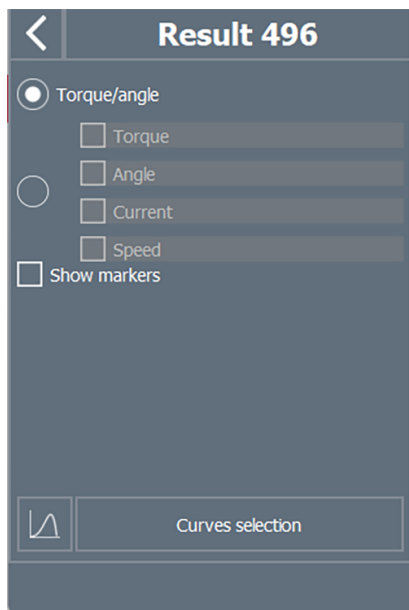 Result 496
Torque/angle
Torque
Angle
Current
Speed
Show markers
Curves selection